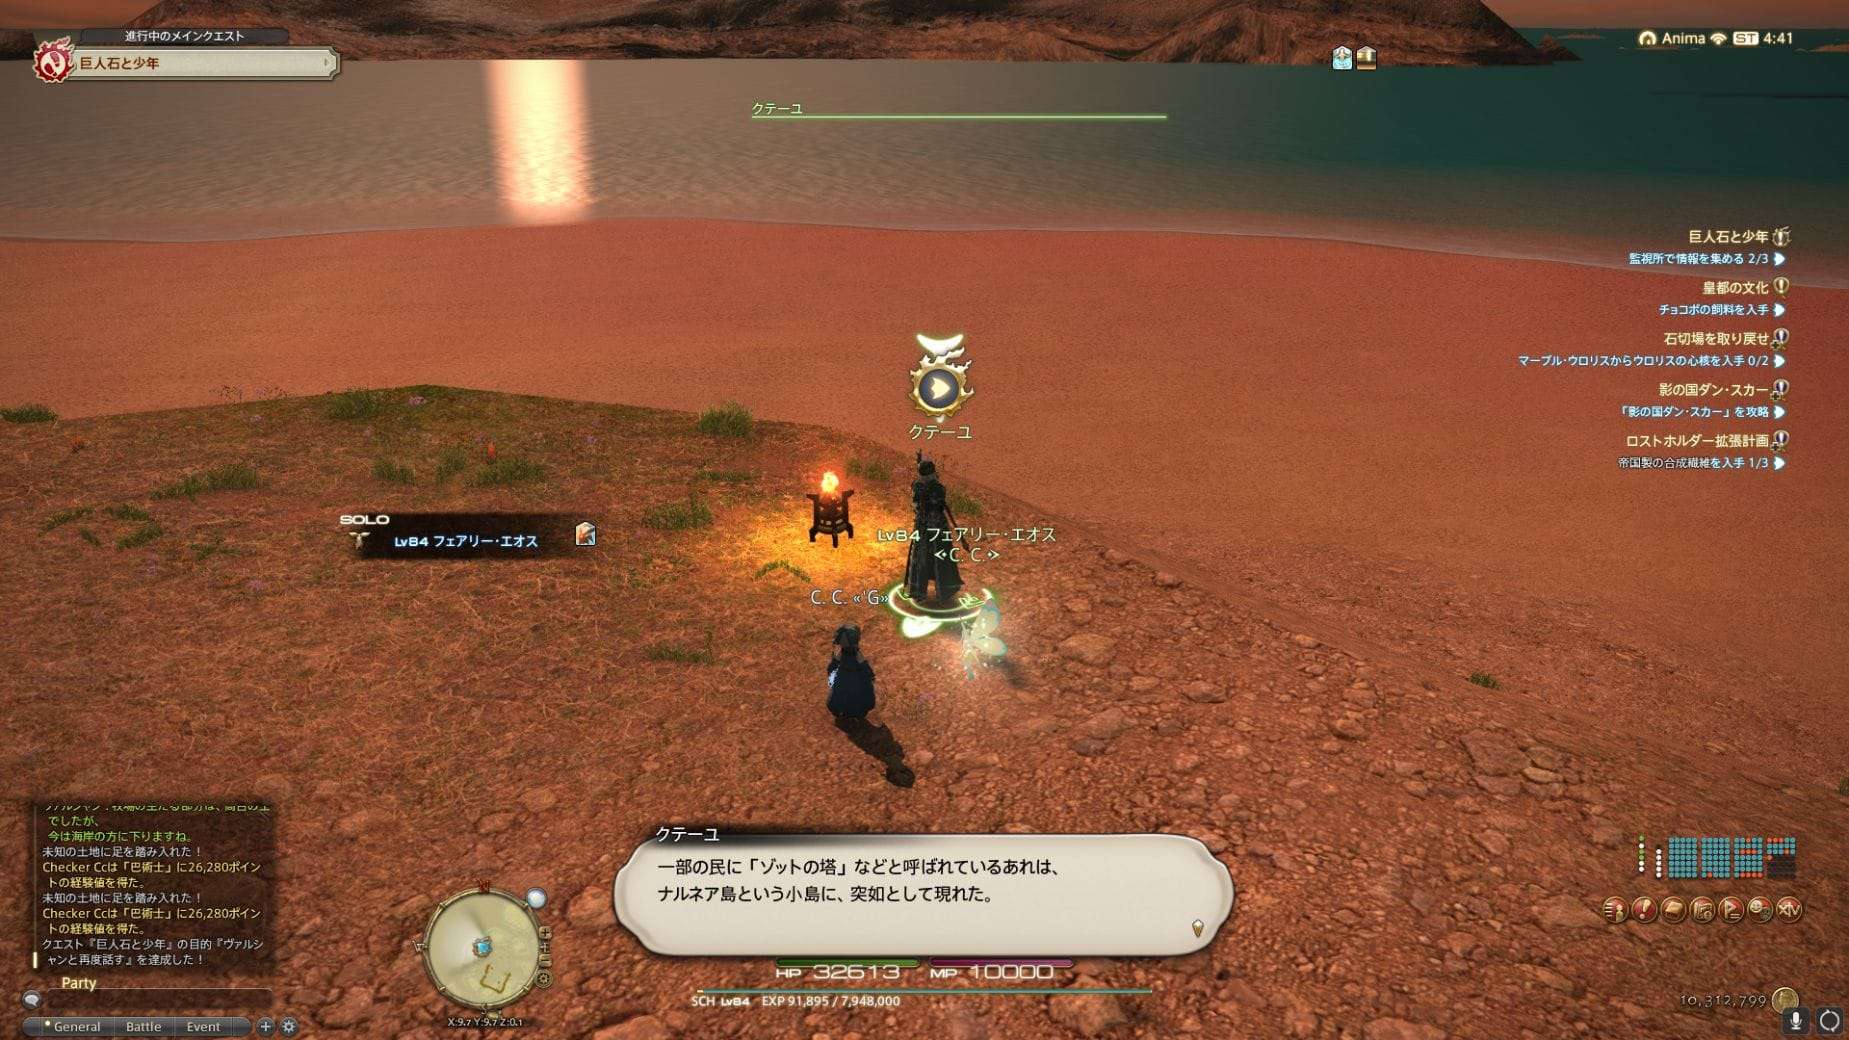 進行中のメインクエスト
巨人石と少年
Anima ST 4:41
クテーユ
巨人石と少年
監視所で情報を集める 2/3
皇都の文化
チョコボの飼料を入手
石切場を取り戻せ
マーブル・ウロリスからウロリスの心核を入手 0/2
影の国ダン・スカー
「影の国ダン・スカー」を攻略
ロストホルダー拡張計画
帝国製の合成繊維を入手 1/3
クテーユ
SOLO
Lv84 フェアリー・エオス
Lv84 フェアリー・エオス
«C. C.»
C. C. «'G»
でしたが、
今は海岸の方に下りますね。
未知の土地に足を踏み入れた！
Checker Ccは「巴術士」に26,280ポイン
トの経験値を得た。
未知の土地に足を踏み入れた！
Checker Ccは「巴術士」に26,280ポイン
トの経験値を得た。
クエスト『巨人石と少年』の目的『ヴァルシ
ャンと再度話す』を達成した！
Party
General Battle Event
X:9.7 Y:9.7 Z:0.1
クテーユ
一部の民に「ゾットの塔」などと呼ばれているあれは、
ナルネア島という小島に、突如として現れた。
HP 32613 MP 10000
SCH Lv84 EXP 91,895 / 7,948,000
XIV
10,312,799